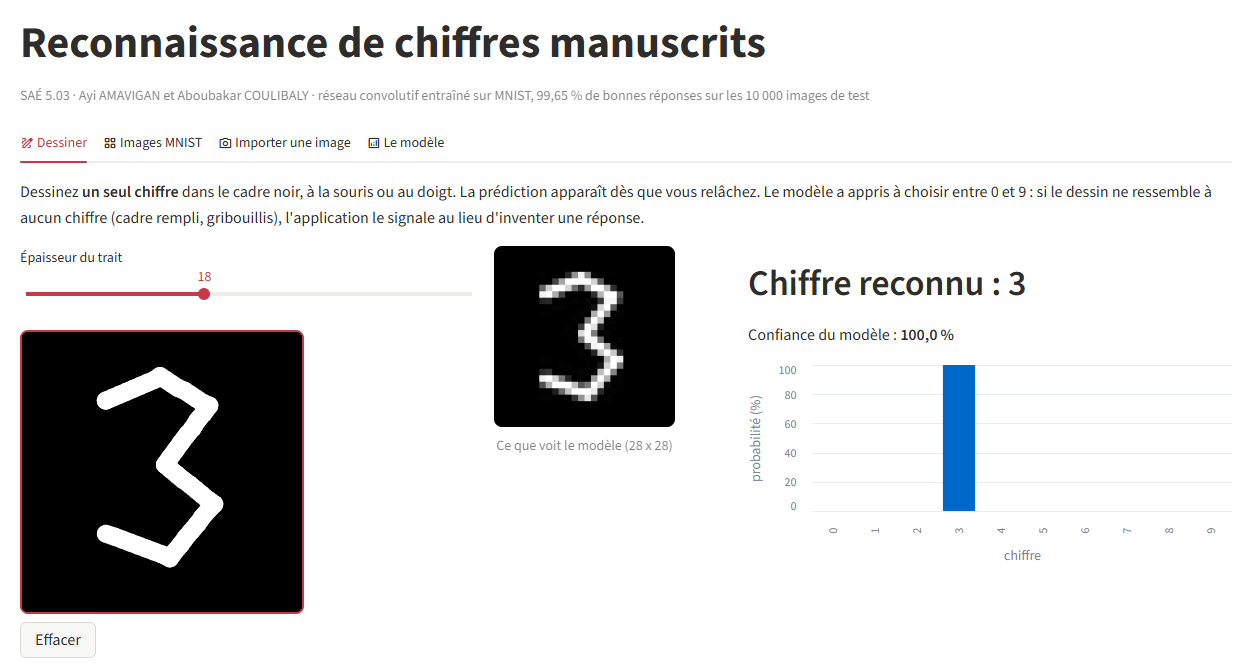 Reconnaissance de chiffres manuscrits
SAÉ 5.03 · Ayi AMAVIGAN et Aboubakar COULIBALY · réseau convolutif entraîné sur MNIST, 99,65 % de bonnes réponses sur les 10 000 images de test
Dessiner Images MNIST Importer une image Le modèle
Dessinez un seul chiffre dans le cadre noir, à la souris ou au doigt. La prédiction apparaît dès que vous relâchez. Le modèle a appris à choisir entre 0 et 9 : si le dessin ne ressemble à
aucun chiffre (cadre rempli, gribouillis), l'application le signale au lieu d'inventer une réponse.
Épaisseur du trait
18
3
Effacer
3
Ce que voit le modèle (28 x 28)
Chiffre reconnu : 3
Confiance du modèle : 100,0 %
probabilité (%)
100
80
60
40
20
0
0 1 2 3 4 5 6 7 8 9
chiffre